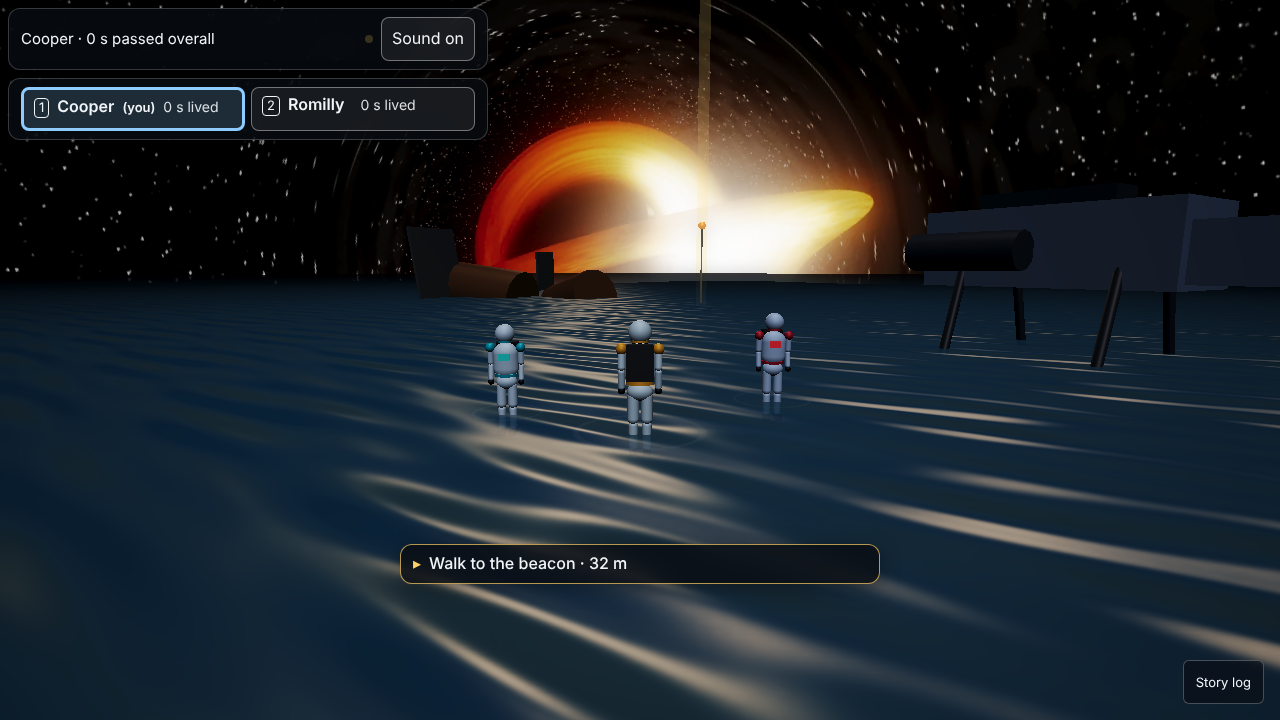 Cooper · 0 s passed overall
Sound on
1 Cooper (you) 0 s lived
2 Romilly 0 s lived
▸ Walk to the beacon · 32 m
Story log